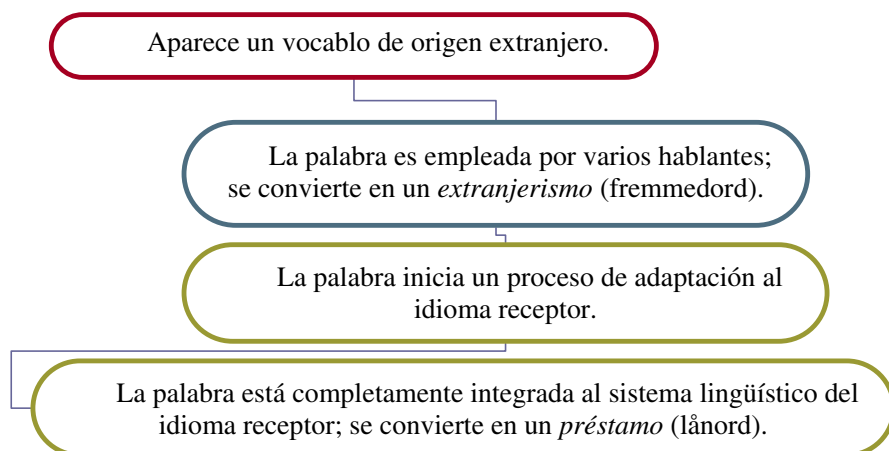 Aparece un vocablo de origen extranjero.
La palabra es empleada por varios hablantes;
se convierte en un extranjerismo (fremmedord).
La palabra inicia un proceso de adaptación al
idioma receptor.
La palabra está completamente integrada al sistema lingüístico del
idioma receptor; se convierte en un préstamo (lånord).